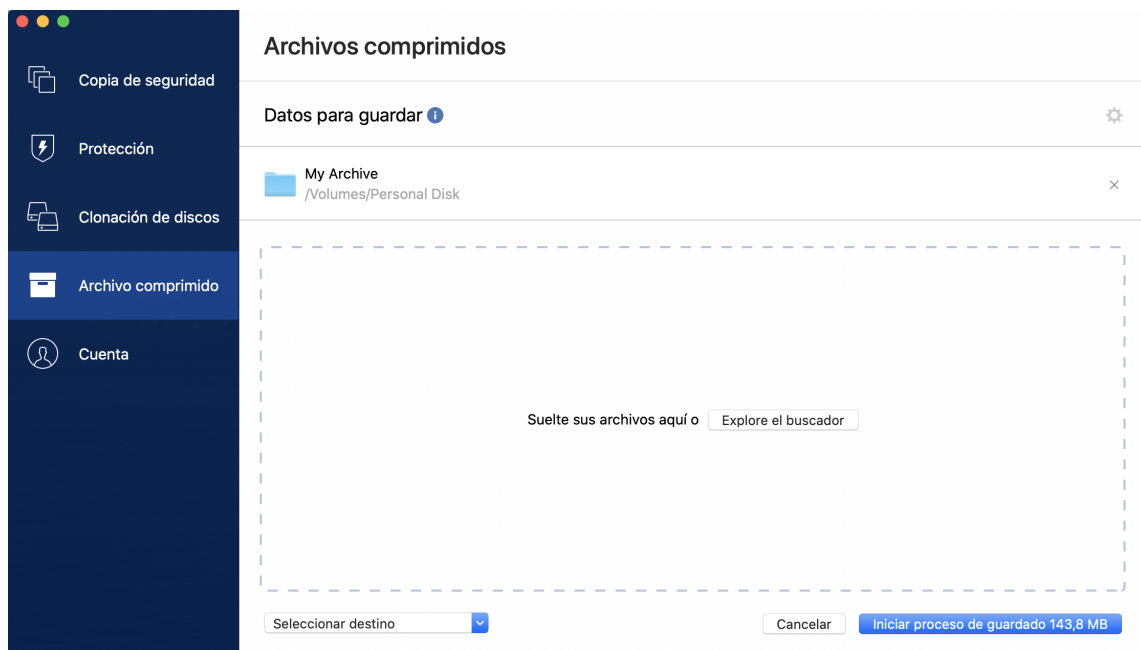 Copia de seguridad
Protección
Clonación de discos
Archivo comprimido
Cuenta
Archivos comprimidos
Datos para guardar
My Archive
/Volumes/Personal Disk
Suelte sus archivos aquí o Explore el buscador
Seleccionar destino
Cancelar
Iniciar proceso de guardado 143,8 MB